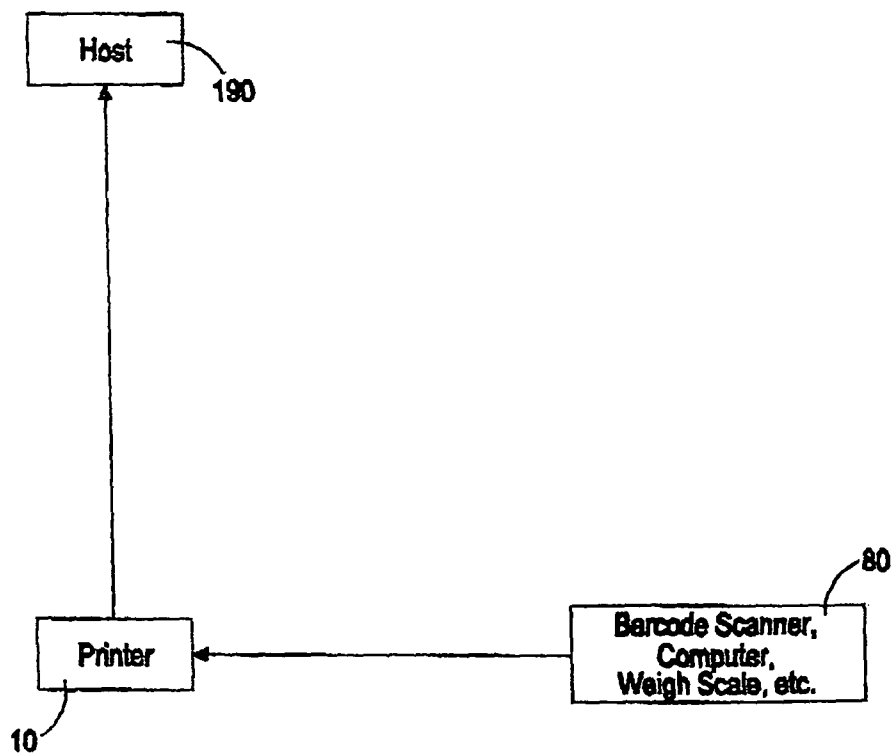 Host
190
80
Barcode Scanner,
Computer,
Weigh Scale, etc.
Printer
10